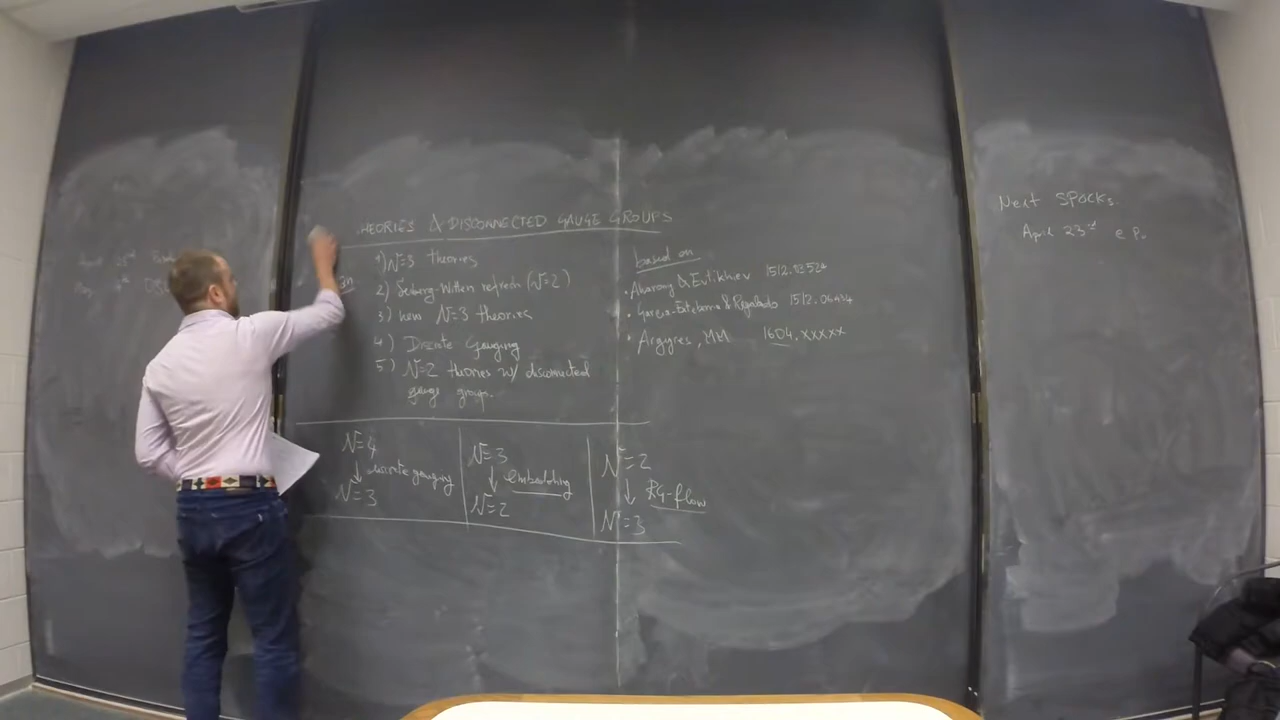 HEORIES & DISCONNECTED GAUGE GROUPS
1) N=3 theories
2) Seiberg-Witten refresh (N=2)
3) new N=3 theories
4) Discrete Gauging
5) N=2 theories w/ disconnected
gauge groups.
based on
• Aharony & Evtikhiev 1512.03524
• Garcia-Etxebarria & Regalado 1512.06434
• Argyres, MM 1604.xxxxx
N=4
↓ discrete gauging
N=3
N=3
↓ Embedding
N=2
N=2
↓ RG-flow
N=3
Next SPOCKS.
April 23rd @